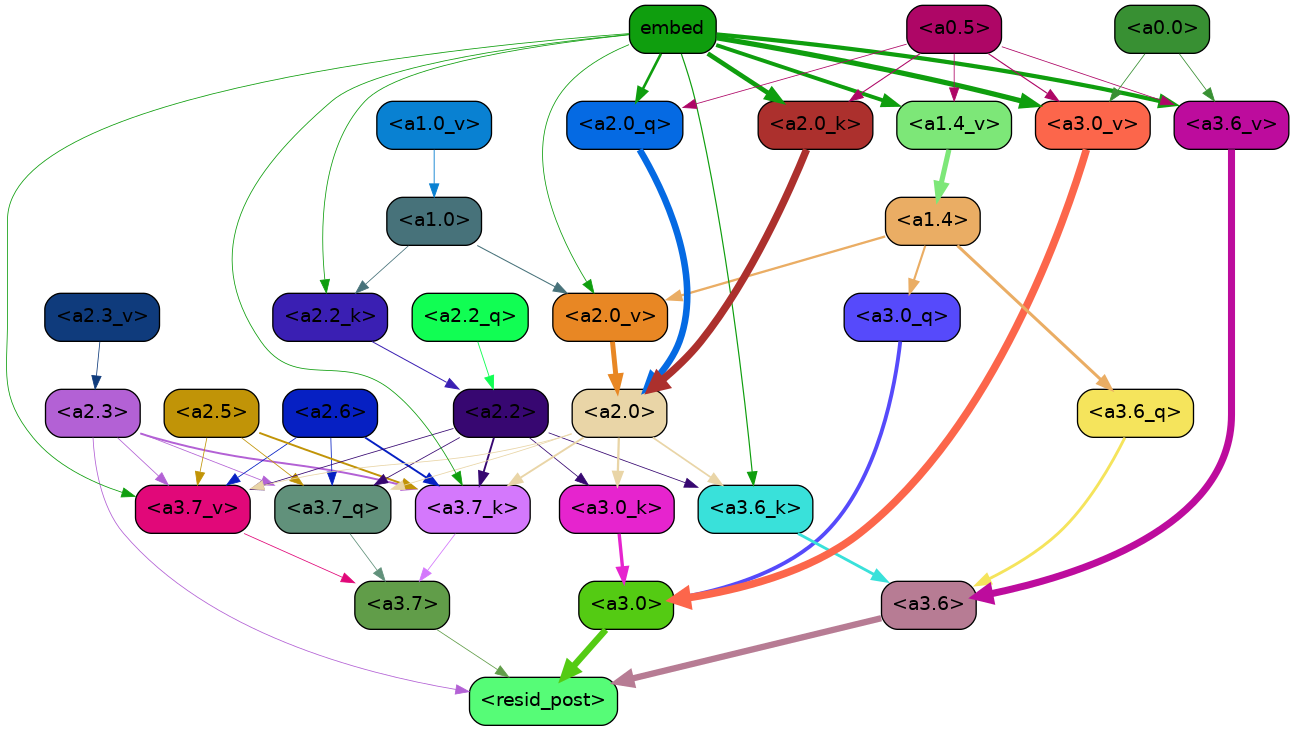 embed <a0.5> <a0.0>
<a1.0_v> <a2.0_q> <a2.0_k> <a1.4_v> <a3.0_v> <a3.6_v>
<a1.0> <a1.4>
<a2.3_v> <a2.2_k> <a2.2_q> <a2.0_v> <a3.0_q>
<a2.3> <a2.5> <a2.6> <a2.2> <a2.0> <a3.6_q>
<a3.7_v> <a3.7_q> <a3.7_k> <a3.0_k> <a3.6_k>
<a3.7> <a3.0> <a3.6>
<resid_post>